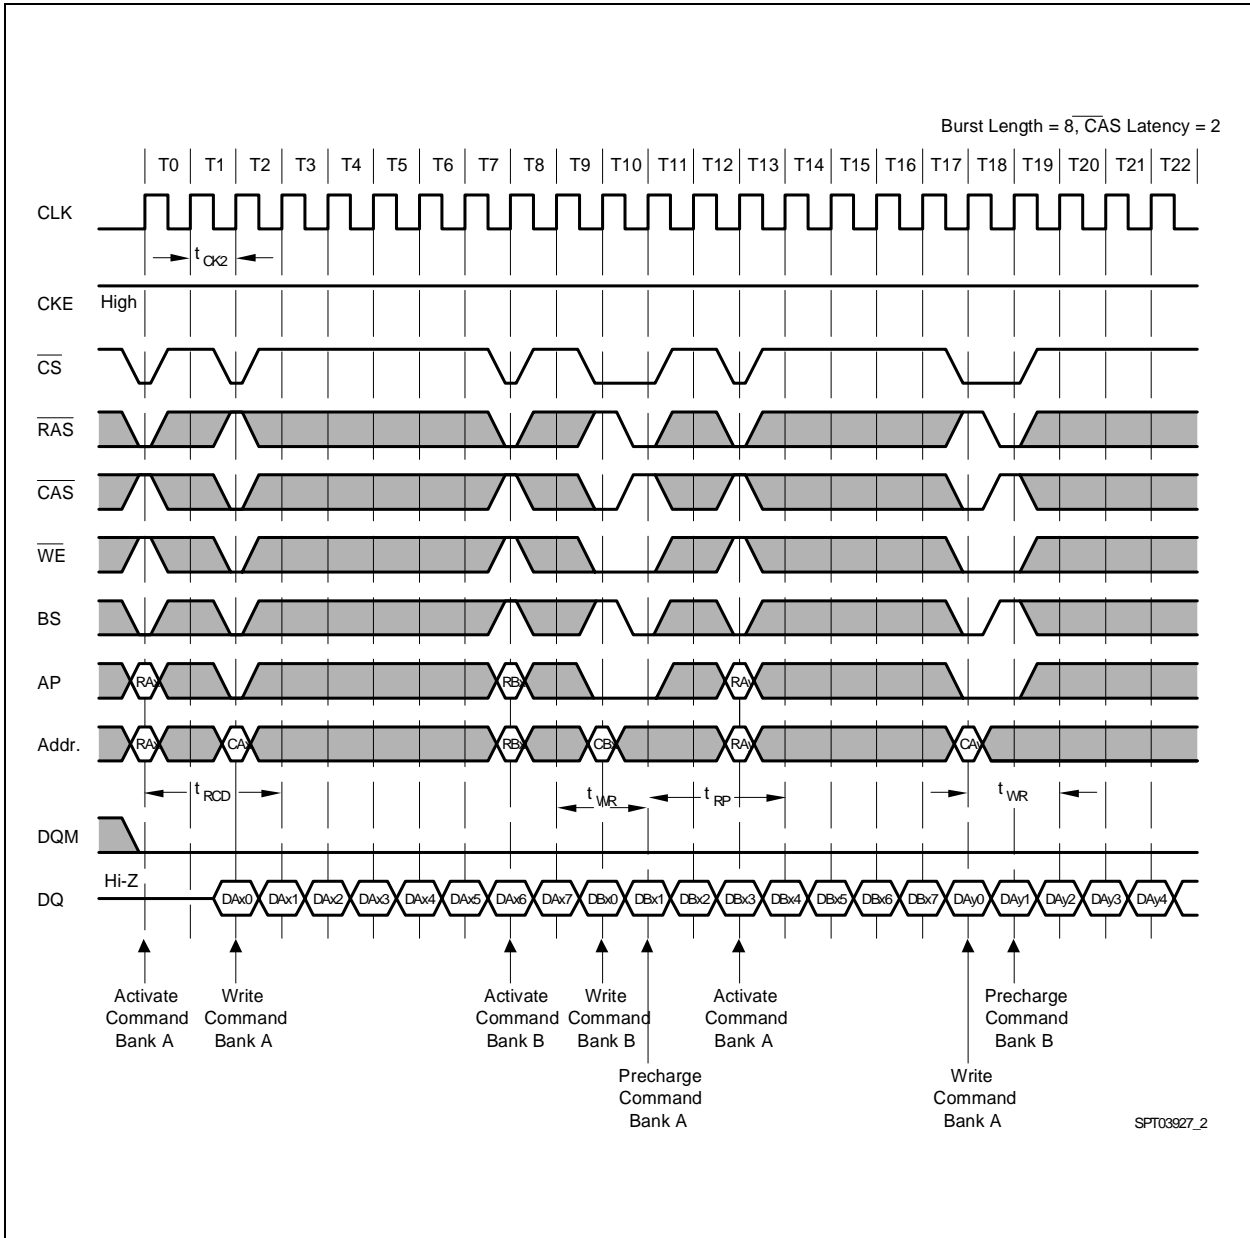 Burst Length = 8, CAS Latency = 2
T0 T1 T2 T3 T4 T5 T6 T7 T8 T9 T10 T11 T12 T13 T14 T15 T16 T17 T18 T19 T20 T21 T22
CLK
t CK2
CKE High
CS
RAS
CAS
WE
BS
AP RAx RBx RAy
Addr. RAx CAx RBx CBx RAy CAy
t RCD t WR t RP t WR
DQM
Hi-Z
DQ DAx0 DAx1 DAx2 DAx3 DAx4 DAx5 DAx6 DAx7 DBx0 DBx1 DBx2 DBx3 DBx4 DBx5 DBx6 DBx7 DAy0 DAy1 DAy2 DAy3 DAy4
Activate
Command
Bank A
Write
Command
Bank A
Activate
Command
Bank B
Write
Command
Bank B
Precharge
Command
Bank A
Activate
Command
Bank A
Write
Command
Bank A
Precharge
Command
Bank B
SPT03927_2